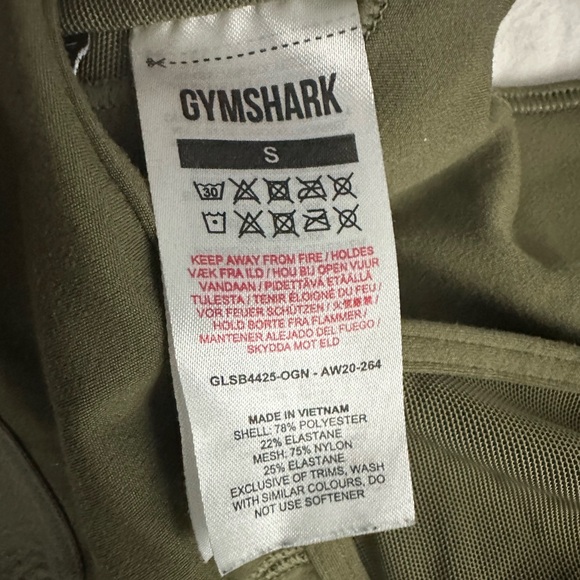 GYMSHARK
S
30
KEEP AWAY FROM FIRE / HOLDES
VÆK FRA ILD / HOU BIJ OPEN VUUR
VANDAAN / PIDETTÄVÄ ETÄÄLLÄ
TULESTA / TENIR ÉLOIGNÉ DU FEU /
VOR FEUER SCHÜTZEN / 火気厳禁 /
HOLD BORTE FRA FLAMMER /
MANTENER ALEJADO DEL FUEGO /
SKYDDA MOT ELD
GLSB4425-OGN - AW20-264
MADE IN VIETNAM
SHELL: 78% POLYESTER
22% ELASTANE
MESH: 75% NYLON
25% ELASTANE
EXCLUSIVE OF TRIMS, WASH
WITH SIMILAR COLOURS, DO
NOT USE SOFTENER